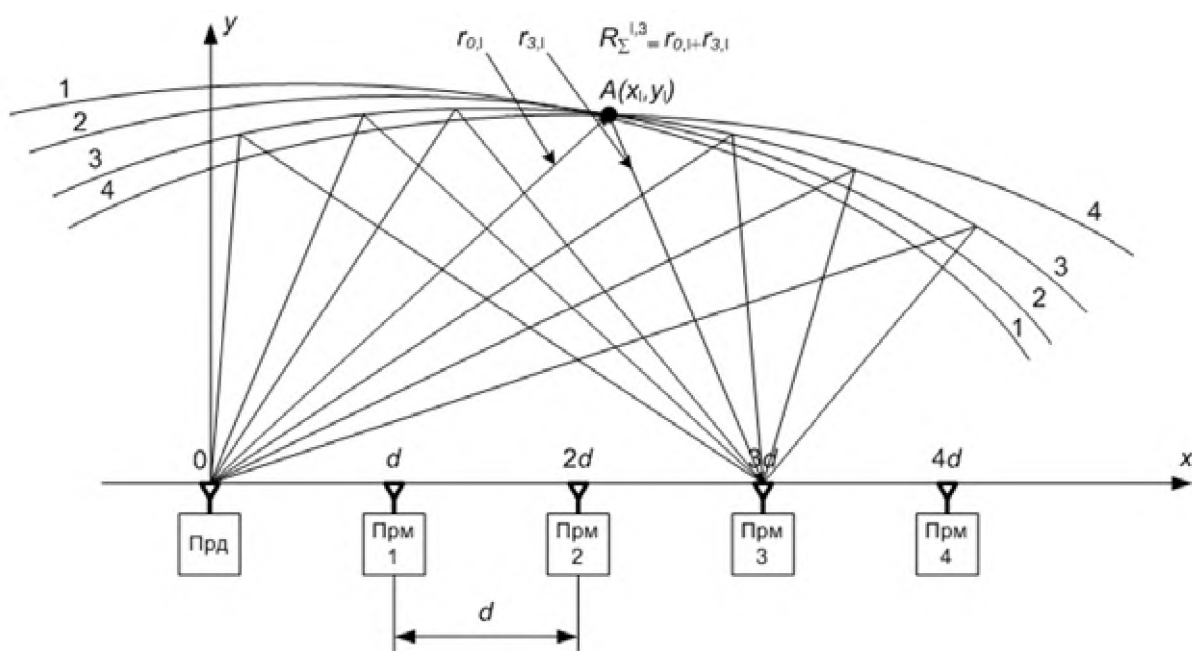 y
r₀,ₗ r₃,ₗ R_Σ^{l,3} = r₀,ₗ+r₃,ₗ
A(xₗ,yₗ)
1
2
3
4
4
3
2
1
0 d 2d 3d 4d x
Прд
Прм 1
Прм 2
Прм 3
Прм 4
d